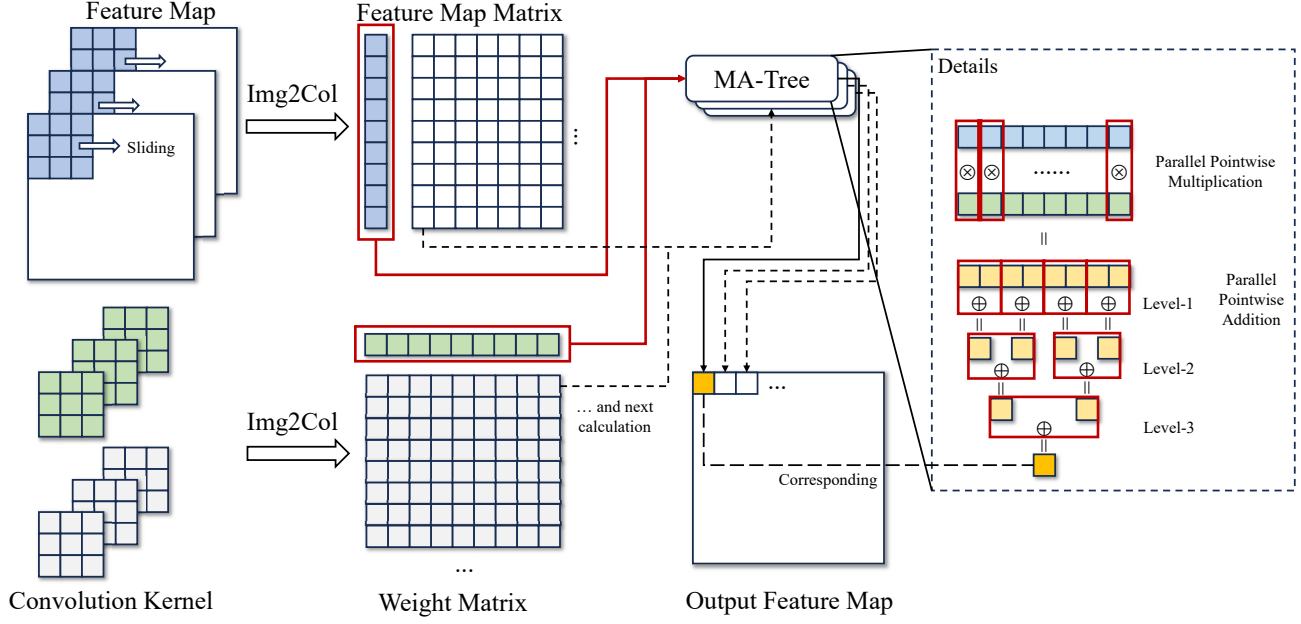 Feature Map
Sliding
Img2Col
Feature Map Matrix
...
MA-Tree
Details
......
Parallel Pointwise
Multiplication
Parallel
Pointwise
Addition
Level-1
Level-2
Level-3
Img2Col
... and next
calculation
...
...
Corresponding
Convolution Kernel
Weight Matrix
Output Feature Map